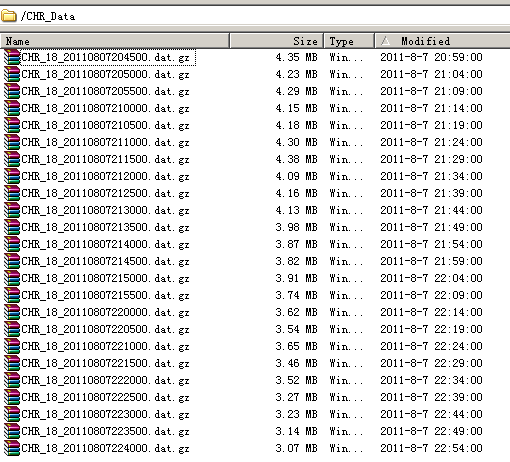 /CHR_Data
Name Size Type Modified
CHR_18_20110807204500.dat.gz 4.35 MB Win... 2011-8-7 20:59:00
CHR_18_20110807205000.dat.gz 4.23 MB Win... 2011-8-7 21:04:00
CHR_18_20110807205500.dat.gz 4.29 MB Win... 2011-8-7 21:09:00
CHR_18_20110807210000.dat.gz 4.15 MB Win... 2011-8-7 21:14:00
CHR_18_20110807210500.dat.gz 4.18 MB Win... 2011-8-7 21:19:00
CHR_18_20110807211000.dat.gz 4.30 MB Win... 2011-8-7 21:24:00
CHR_18_20110807211500.dat.gz 4.38 MB Win... 2011-8-7 21:29:00
CHR_18_20110807212000.dat.gz 4.09 MB Win... 2011-8-7 21:34:00
CHR_18_20110807212500.dat.gz 4.16 MB Win... 2011-8-7 21:39:00
CHR_18_20110807213000.dat.gz 4.13 MB Win... 2011-8-7 21:44:00
CHR_18_20110807213500.dat.gz 3.98 MB Win... 2011-8-7 21:49:00
CHR_18_20110807214000.dat.gz 3.87 MB Win... 2011-8-7 21:54:00
CHR_18_20110807214500.dat.gz 3.82 MB Win... 2011-8-7 21:59:00
CHR_18_20110807215000.dat.gz 3.91 MB Win... 2011-8-7 22:04:00
CHR_18_20110807215500.dat.gz 3.74 MB Win... 2011-8-7 22:09:00
CHR_18_20110807220000.dat.gz 3.62 MB Win... 2011-8-7 22:14:00
CHR_18_20110807220500.dat.gz 3.54 MB Win... 2011-8-7 22:19:00
CHR_18_20110807221000.dat.gz 3.65 MB Win... 2011-8-7 22:24:00
CHR_18_20110807221500.dat.gz 3.46 MB Win... 2011-8-7 22:29:00
CHR_18_20110807222000.dat.gz 3.52 MB Win... 2011-8-7 22:34:00
CHR_18_20110807222500.dat.gz 3.27 MB Win... 2011-8-7 22:39:00
CHR_18_20110807223000.dat.gz 3.23 MB Win... 2011-8-7 22:44:00
CHR_18_20110807223500.dat.gz 3.14 MB Win... 2011-8-7 22:49:00
CHR_18_20110807224000.dat.gz 3.07 MB Win... 2011-8-7 22:54:00